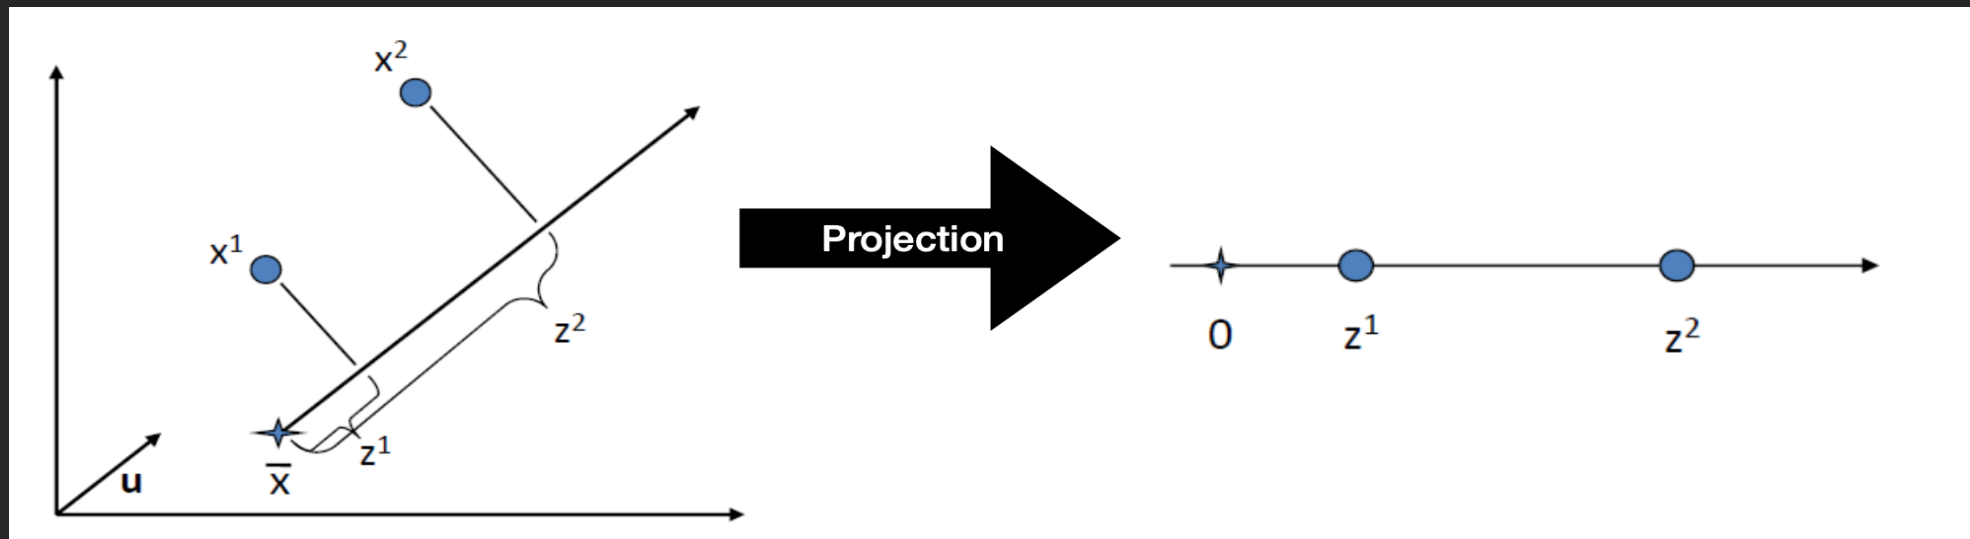 x²
x¹
z²
z¹
x̅
u
Projection
0
z¹
z²